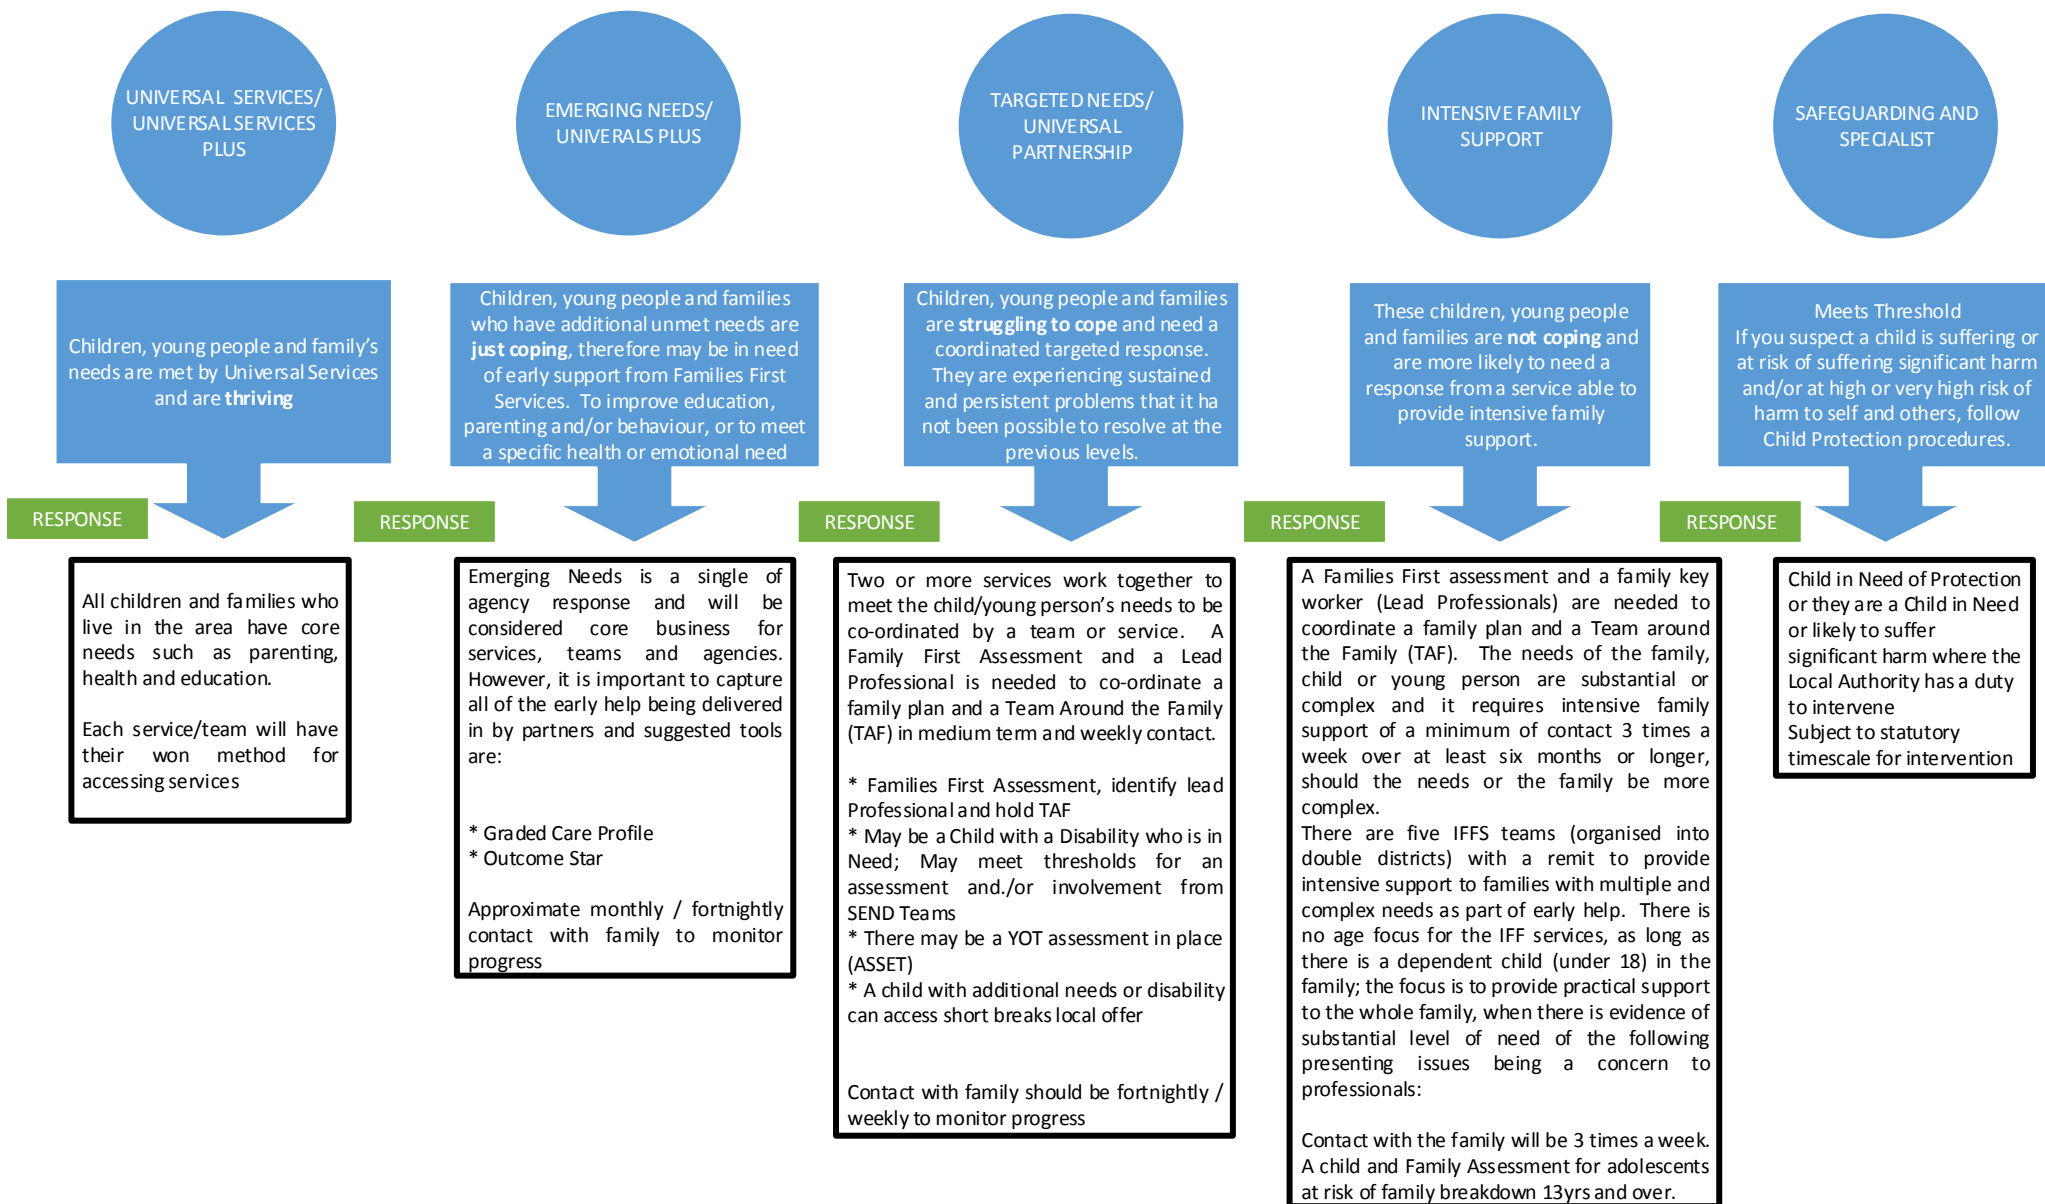 UNIVERSAL SERVICES/
UNIVERSAL SERVICES
PLUS
EMERGING NEEDS/
UNIVERALS PLUS
TARGETED NEEDS/
UNIVERSAL
PARTNERSHIP
INTENSIVE FAMILY
SUPPORT
SAFEGUARDING AND
SPECIALIST
Children, young people and family's
needs are met by Universal Services
and are thriving
Children, young people and families
who have additional unmet needs are
just coping, therefore may be in need
of early support from Families First
Services. To improve education,
parenting and/or behaviour, or to meet
a specific health or emotional need
Children, young people and families
are struggling to cope and need a
coordinated targeted response.
They are experiencing sustained
and persistent problems that it ha
not been possible to resolve at the
previous levels.
These children, young people
and families are not coping and
are more likely to need a
response from a service able to
provide intensive family
support.
Meets Threshold
If you suspect a child is suffering or
at risk of suffering significant harm
and/or at high or very high risk of
harm to self and others, follow
Child Protection procedures.
RESPONSE
RESPONSE
RESPONSE
RESPONSE
RESPONSE
All children and families who
live in the area have core
needs such as parenting,
health and education.
Each service/team will have
their won method for
accessing services
Emerging Needs is a single of
agency response and will be
considered core business for
services, teams and agencies.
However, it is important to capture
all of the early help being delivered
in by partners and suggested tools
are:
* Graded Care Profile
* Outcome Star
Approximate monthly / fortnightly
contact with family to monitor
progress
Two or more services work together to
meet the child/young person's needs to be
co-ordinated by a team or service. A
Family First Assessment and a Lead
Professional is needed to co-ordinate a
family plan and a Team Around the Family
(TAF) in medium term and weekly contact.
* Families First Assessment, identify lead
Professional and hold TAF
* May be a Child with a Disability who is in
Need; May meet thresholds for an
assessment and./or involvement from
SEND Teams
* There may be a YOT assessment in place
(ASSET)
* A child with additional needs or disability
can access short breaks local offer
Contact with family should be fortnightly /
weekly to monitor progress
A Families First assessment and a family key
worker (Lead Professionals) are needed to
coordinate a family plan and a Team around
the Family (TAF). The needs of the family,
child or young person are substantial or
complex and it requires intensive family
support of a minimum of contact 3 times a
week over at least six months or longer,
should the needs or the family be more
complex.
There are five IFFS teams (organised into
double districts) with a remit to provide
intensive support to families with multiple and
complex needs as part of early help. There is
no age focus for the IFF services, as long as
there is a dependent child (under 18) in the
family; the focus is to provide practical support
to the whole family, when there is evidence of
substantial level of need of the following
presenting issues being a concern to
professionals:
Contact with the family will be 3 times a week.
A child and Family Assessment for adolescents
at risk of family breakdown 13yrs and over.
Child in Need of Protection
or they are a Child in Need
or likely to suffer
significant harm where the
Local Authority has a duty
to intervene
Subject to statutory
timescale for intervention